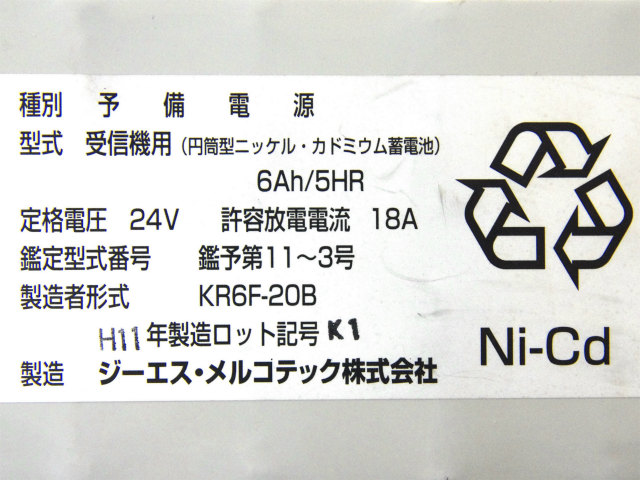 種別 予備電源
型式 受信機用（円筒型ニッケル・カドミウム蓄電池）
6Ah/5HR
定格電圧 24V 許容放電電流 18A
鑑定型式番号 鑑予第11〜3号
製造者形式 KR6F-20B
H11年製造ロット記号 K1
製造 ジーエス・メルコテック株式会社
Ni-Cd